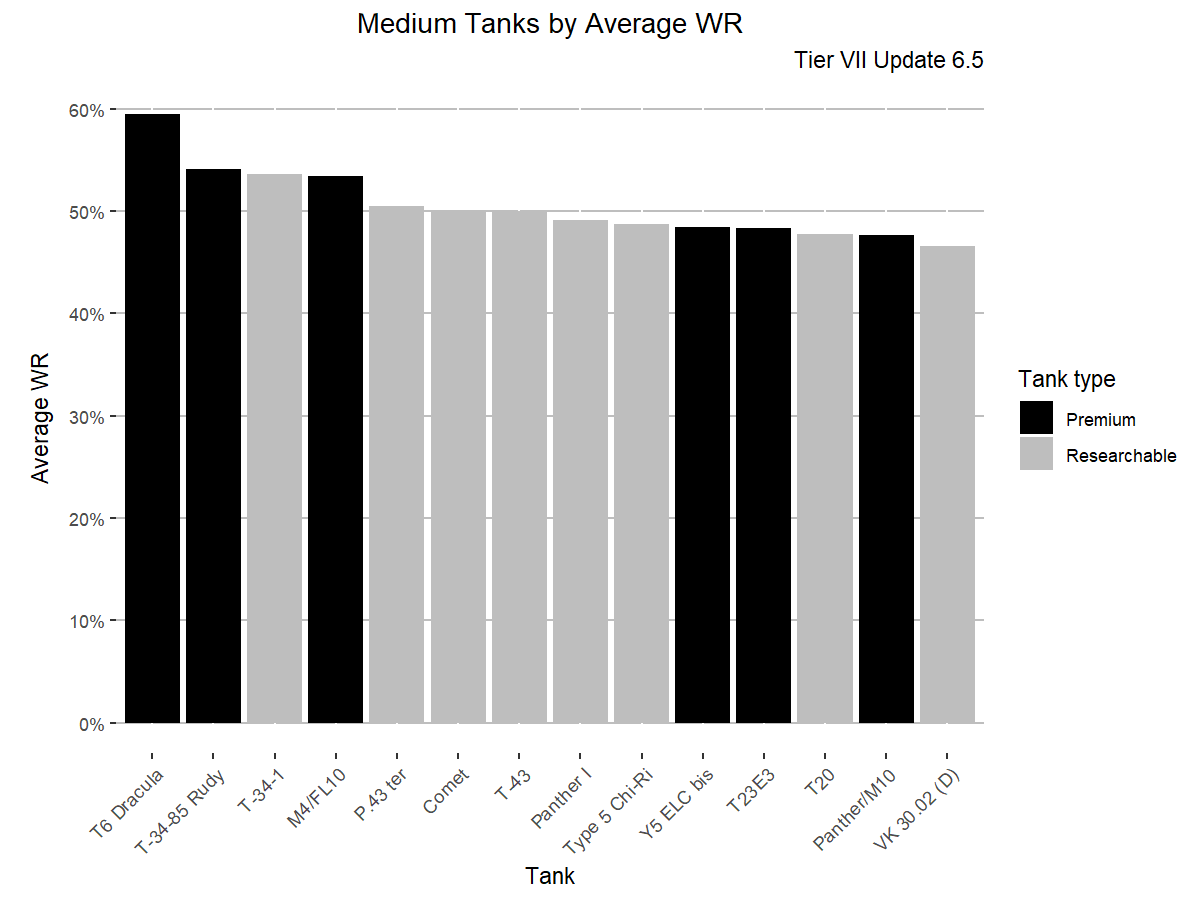 Medium Tanks by Average WR
Tier VII Update 6.5
60%
50%
40%
30%
20%
10%
0%
Average WR
T6 Dracula
T-34-85 Rudy
T-34-1
M4/FL10
P.43 ter
Comet
T-43
Panther I
Type 5 Chi-Ri
Y5 ELC bis
T23E3
T20
Panther/M10
VK 30.02 (D)
Tank
Tank type
Premium
Researchable